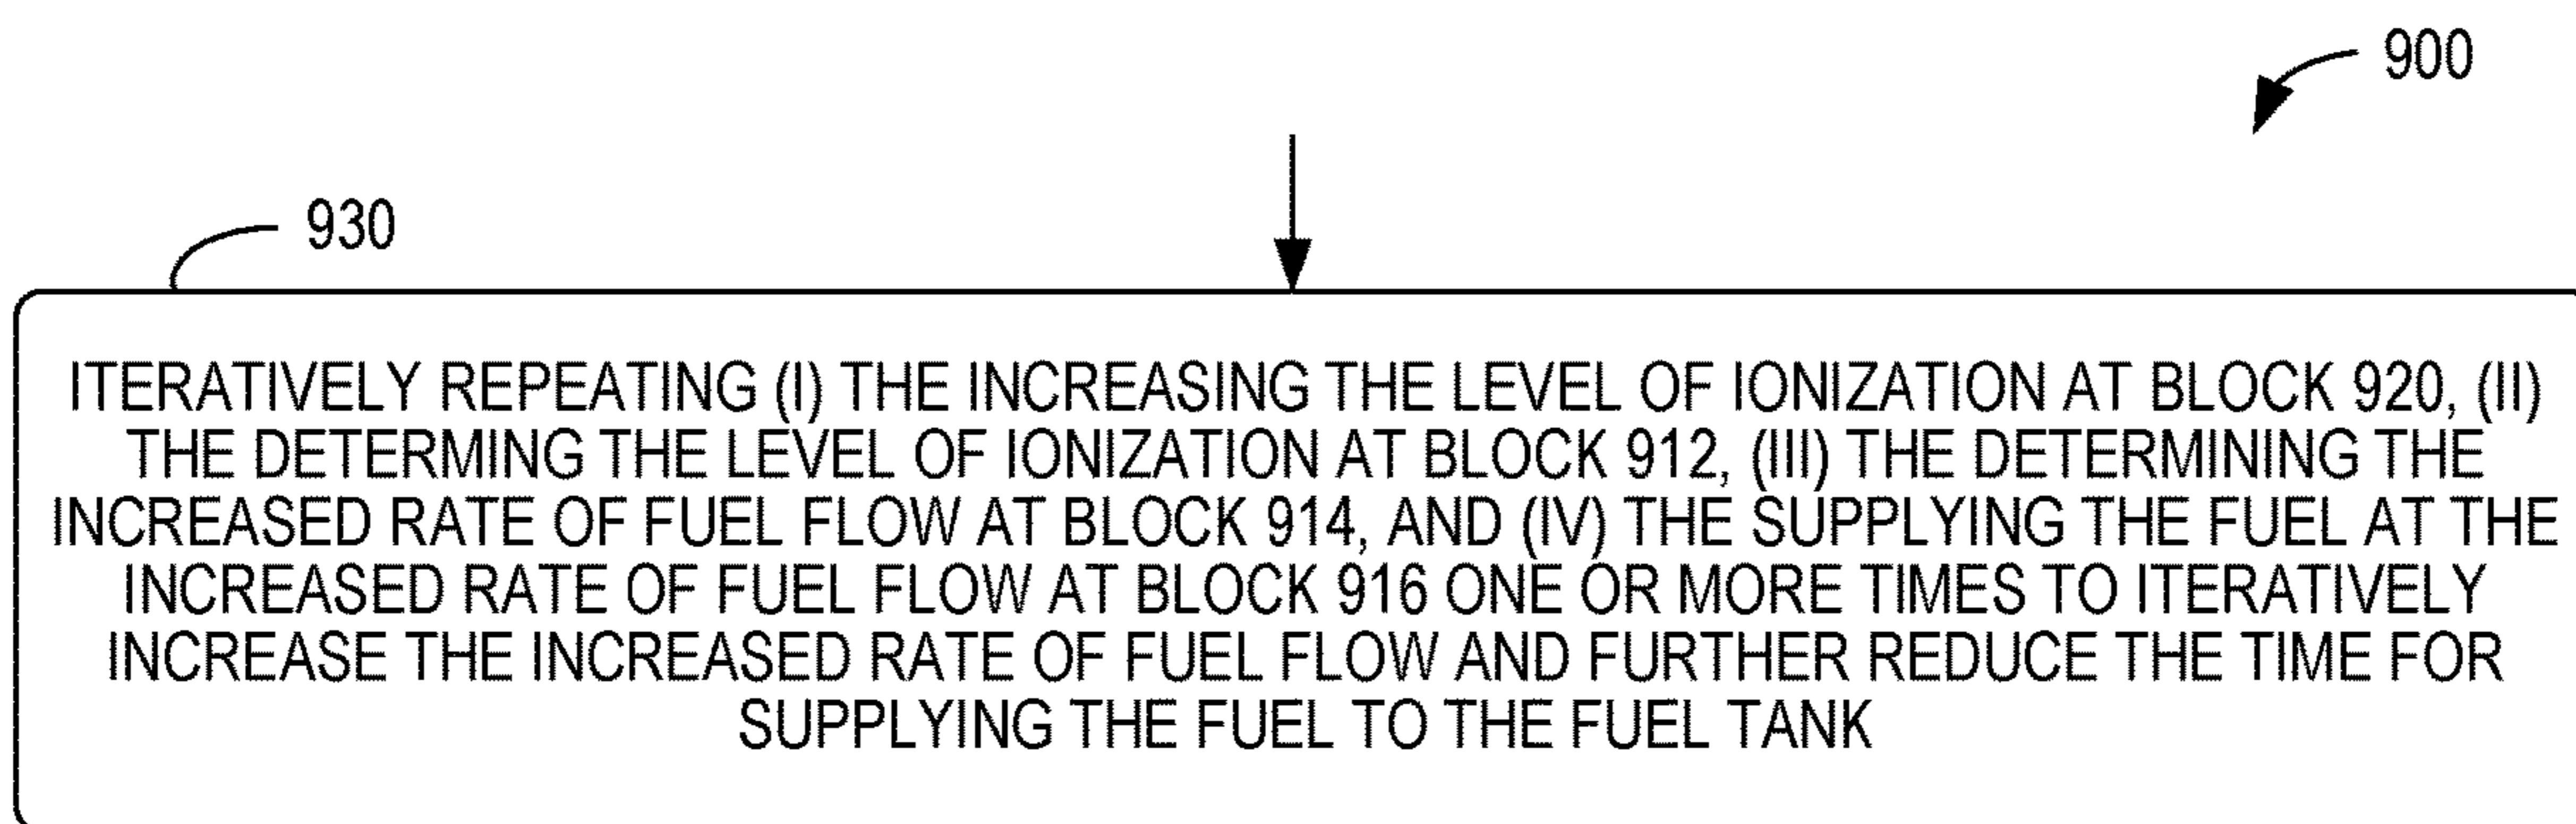 900
930
ITERATIVELY REPEATING (I) THE INCREASING THE LEVEL OF IONIZATION AT BLOCK 920, (II)
THE DETERMING THE LEVEL OF IONIZATION AT BLOCK 912, (III) THE DETERMINING THE
INCREASED RATE OF FUEL FLOW AT BLOCK 914, AND (IV) THE SUPPLYING THE FUEL AT THE
INCREASED RATE OF FUEL FLOW AT BLOCK 916 ONE OR MORE TIMES TO ITERATIVELY
INCREASE THE INCREASED RATE OF FUEL FLOW AND FURTHER REDUCE THE TIME FOR
SUPPLYING THE FUEL TO THE FUEL TANK